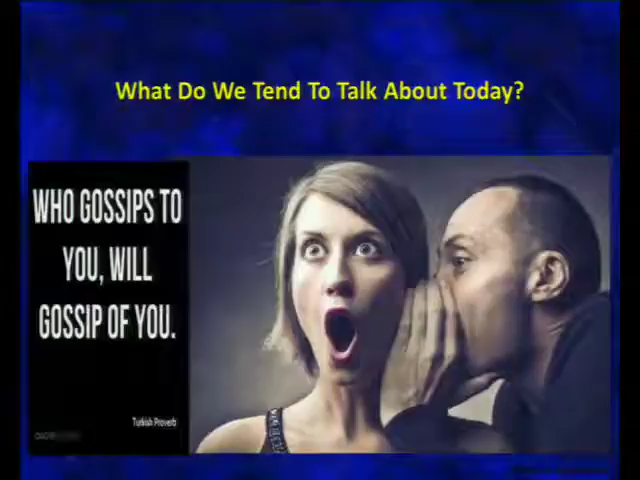 What Do We Tend To Talk About Today?
WHO GOSSIPS TO
YOU, WILL
GOSSIP OF YOU.
Turkish Proverb